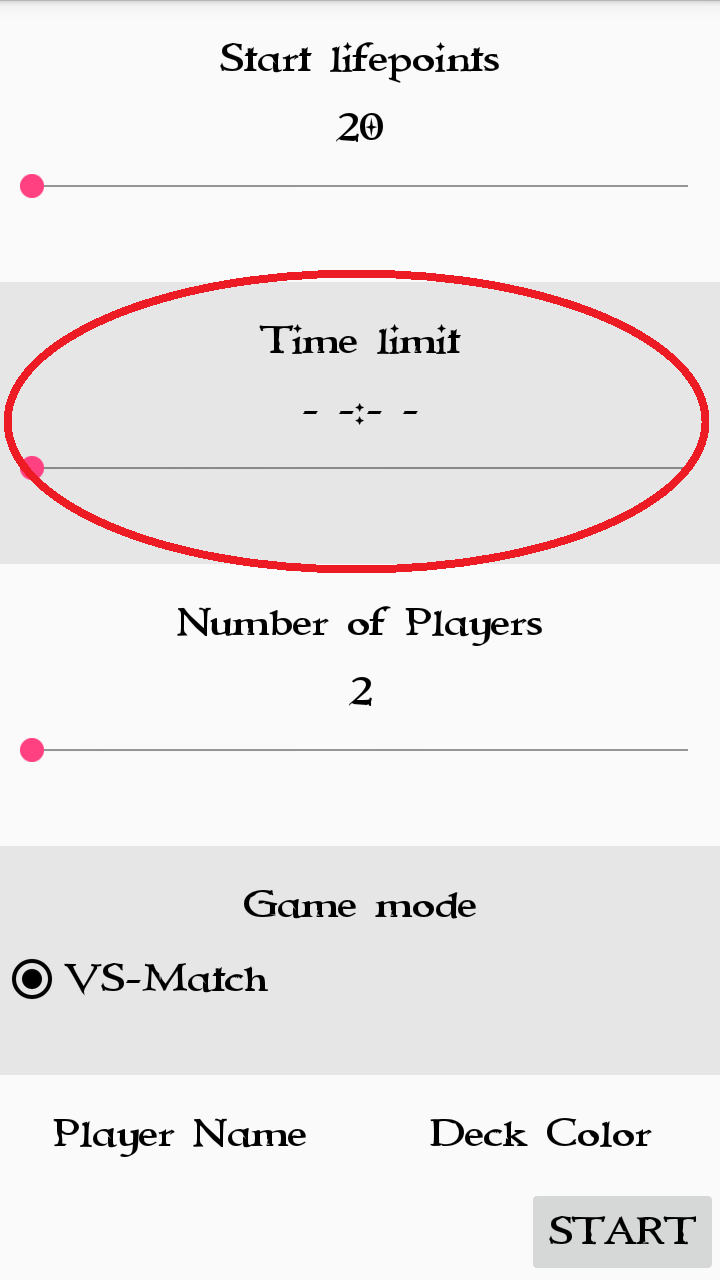 Start lifepoints
20
Time limit
- -:- -
Number of Players
2
Game mode
VS-Match
Player Name Deck Color
START